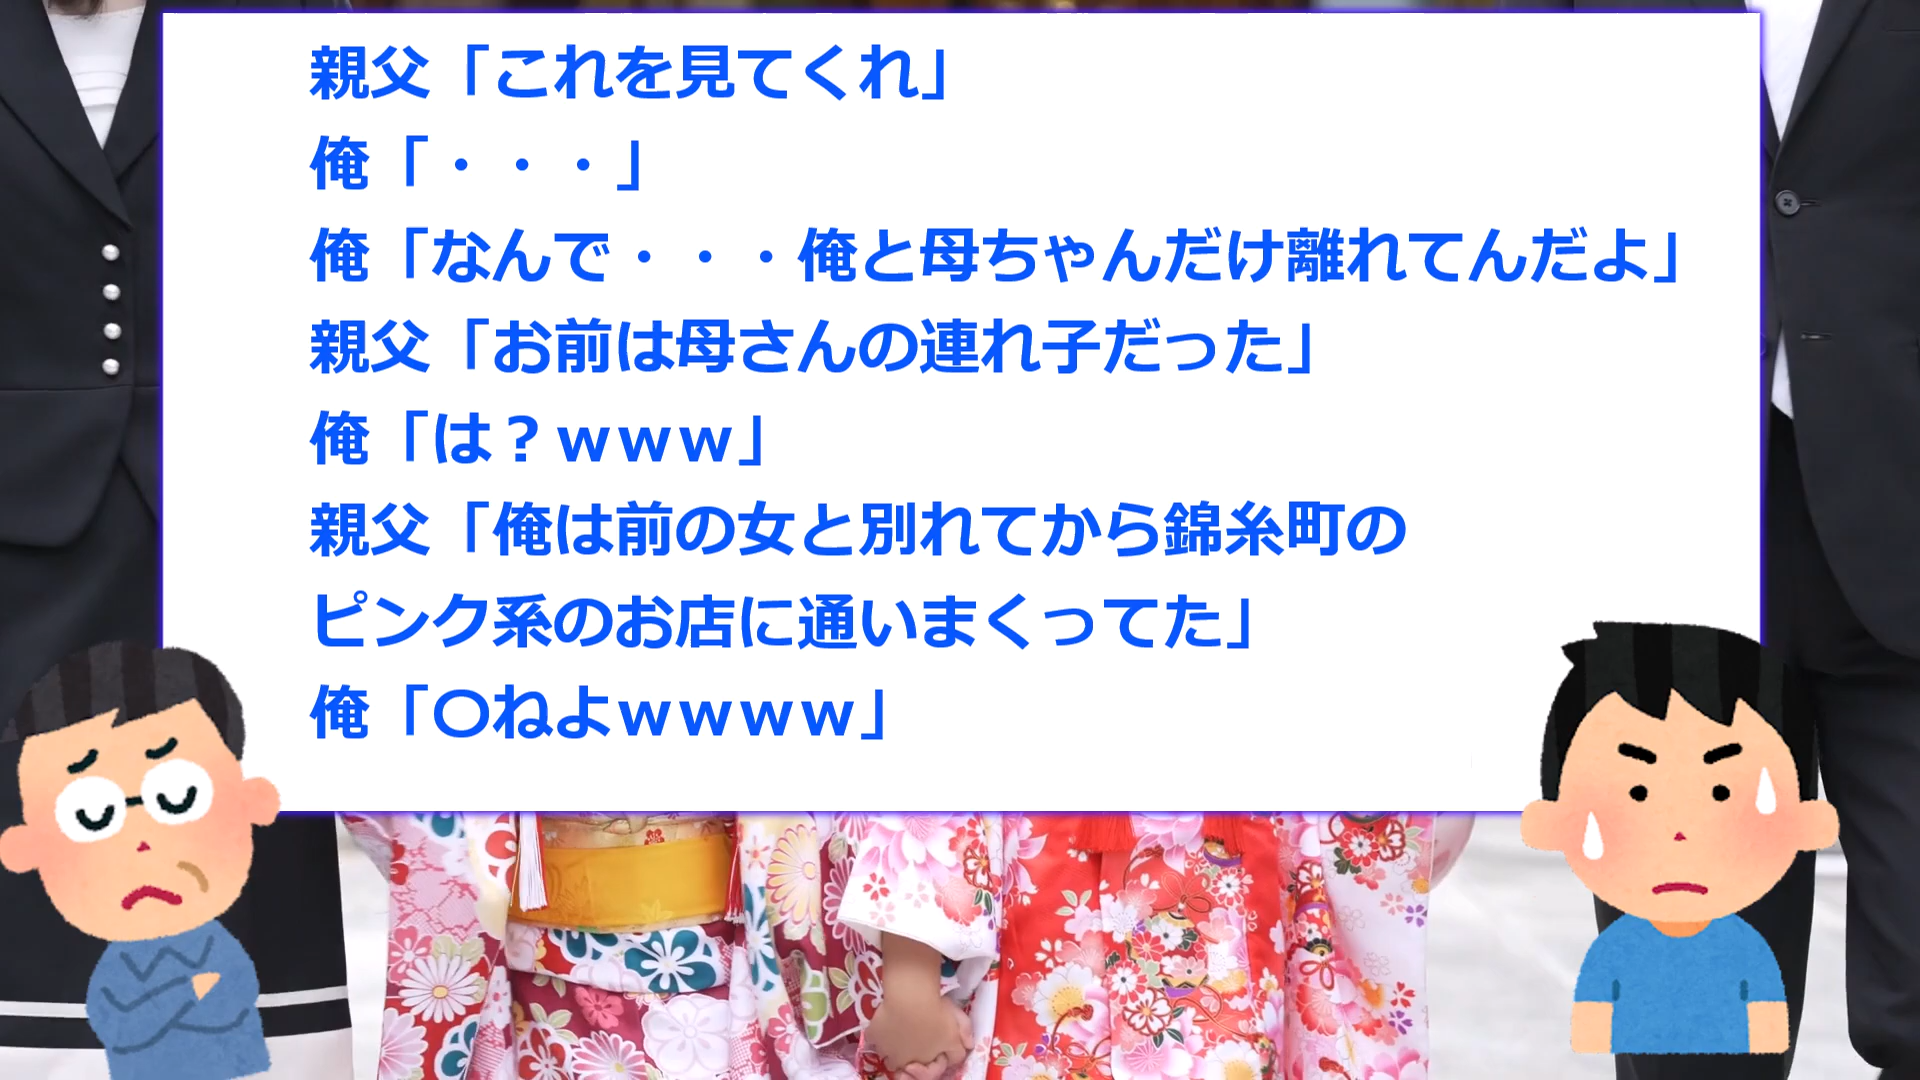 親父「これを見てくれ」
俺「・・・」
俺「なんで・・・俺と母ちゃんだけ離れてんだよ」
親父「お前は母さんの連れ子だった」
俺「は？ｗｗｗ」
親父「俺は前の女と別れてから錦糸町の
ピンク系のお店に通いまくってた」
俺「〇ねよｗｗｗｗ」